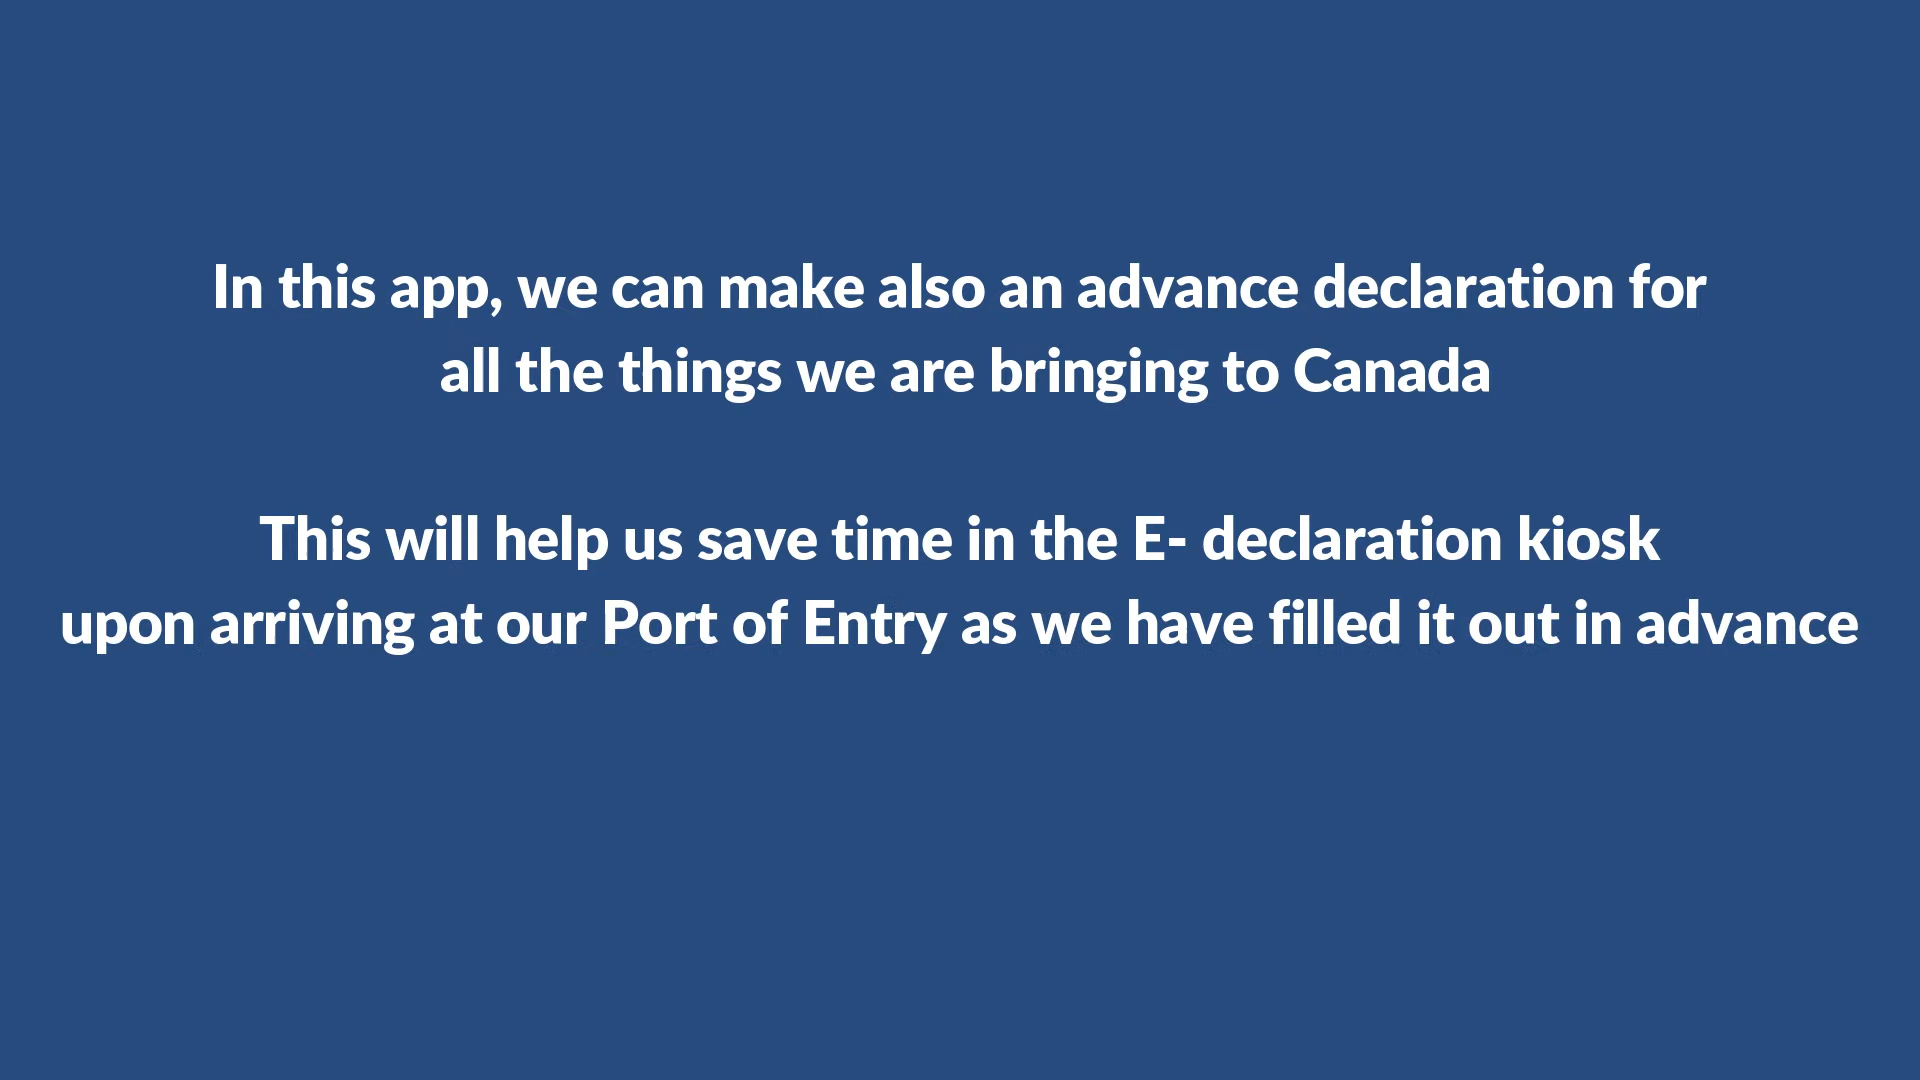 In this app, we can make also an advance declaration for
all the things we are bringing to Canada
This will help us save time in the E- declaration kiosk
upon arriving at our Port of Entry as we have filled it out in advance